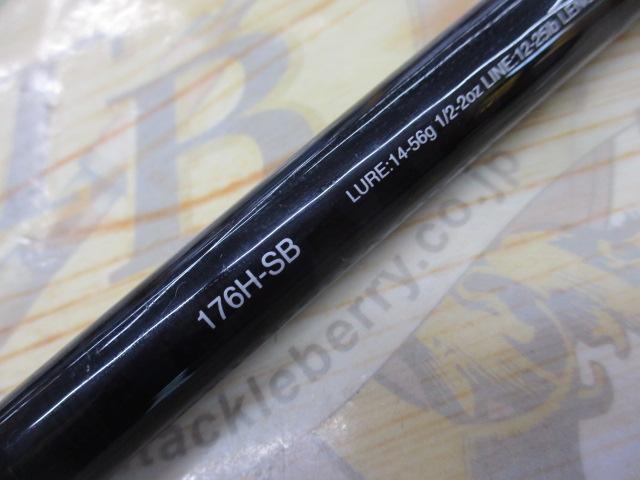 176H-SB
LURE:14-56g 1/2-2oz LINE:12-25lb
tackleberry.co.jp